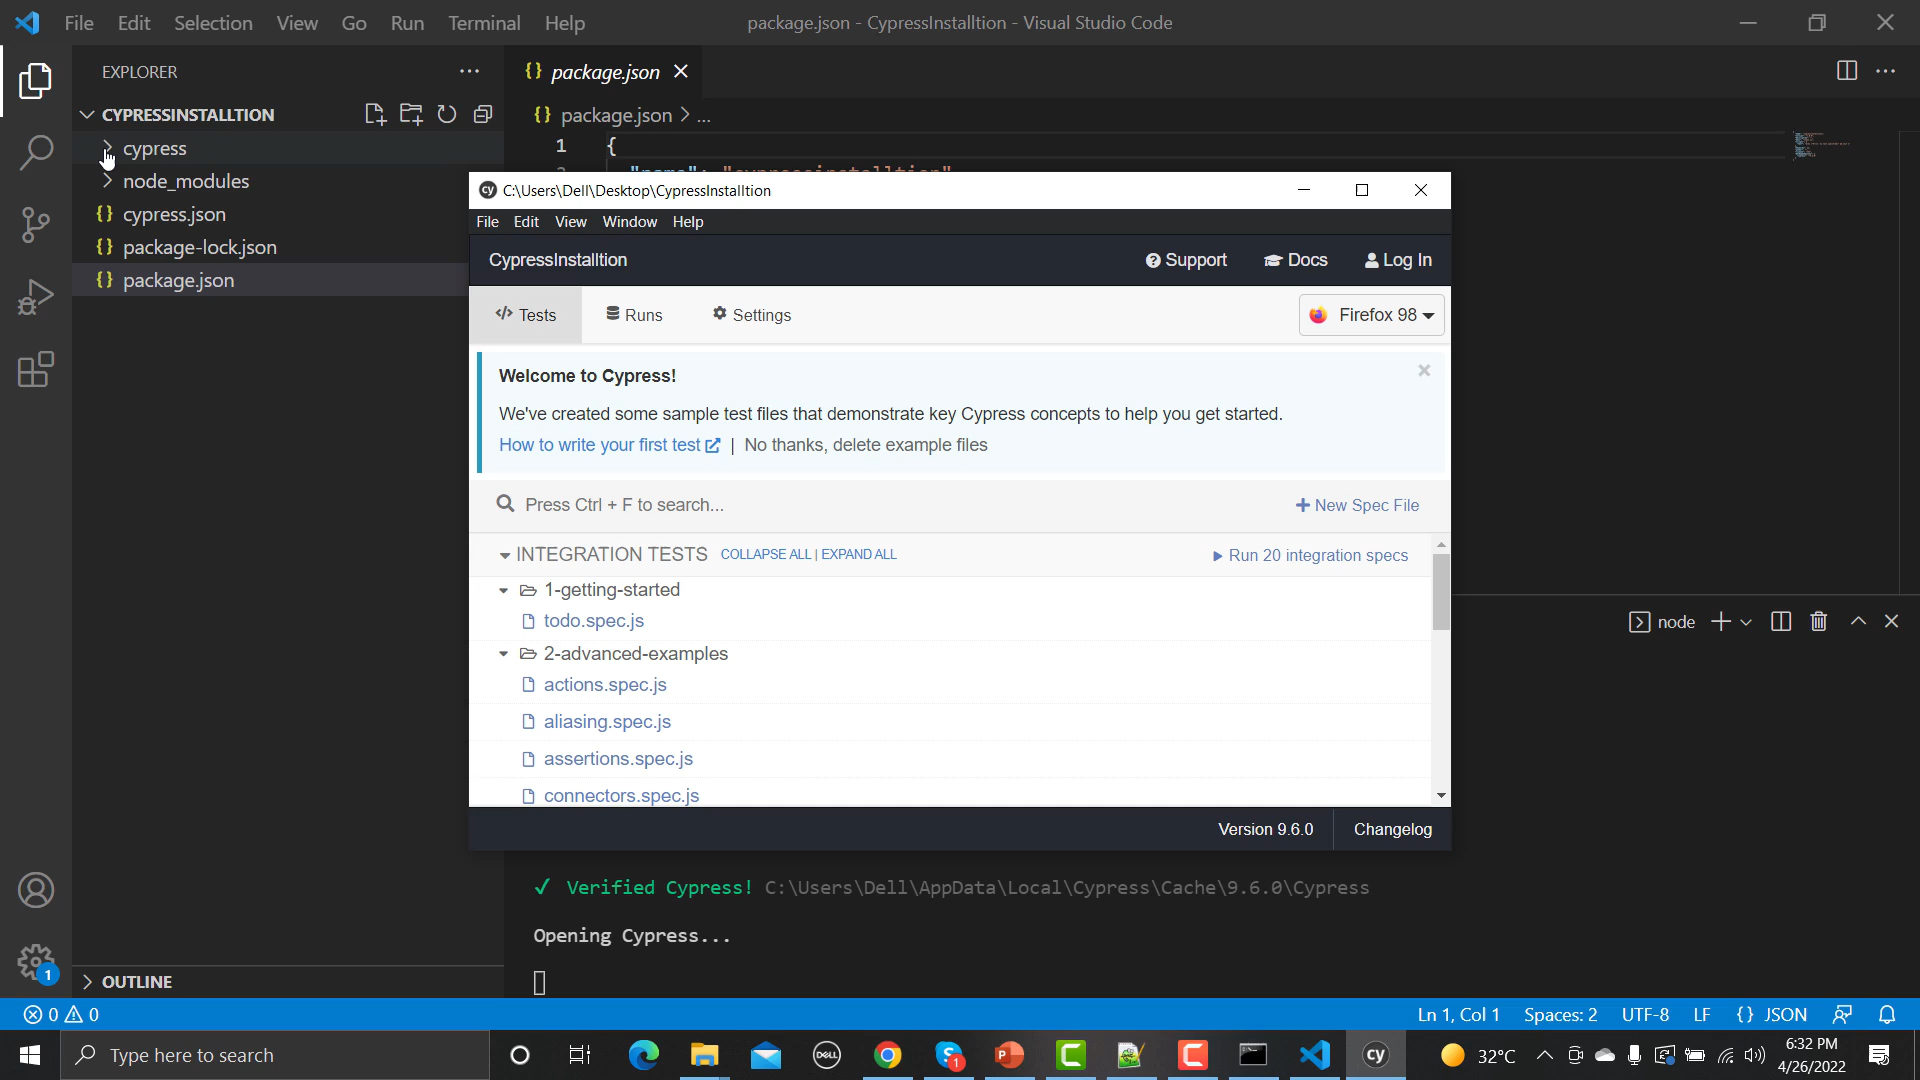 File Edit Selection View Go Run Terminal Help
package.json - CypressInstalltion - Visual Studio Code
EXPLORER
package.json
CYPRESSINSTALLTION
package.json > ...
cypress
node_modules
cypress.json
package-lock.json
package.json
1 {
C:\Users\Dell\Desktop\CypressInstalltion
File Edit View Window Help
CypressInstalltion
Support Docs Log In
Tests Runs Settings Firefox 98
Welcome to Cypress!
We've created some sample test files that demonstrate key Cypress concepts to help you get started.
How to write your first test | No thanks, delete example files
Press Ctrl + F to search...
New Spec File
INTEGRATION TESTS COLLAPSE ALL | EXPAND ALL Run 20 integration specs
1-getting-started
todo.spec.js
2-advanced-examples
actions.spec.js
aliasing.spec.js
assertions.spec.js
connectors.spec.js
Version 9.6.0 Changelog
node
✓ Verified Cypress! C:\Users\Dell\AppData\Local\Cypress\Cache\9.6.0\Cypress
Opening Cypress...
1
OUTLINE
0 0
Ln 1, Col 1 Spaces: 2 UTF-8 LF {} JSON
Type here to search
DELL
1
cy
32°C
6:32 PM
4/26/2022